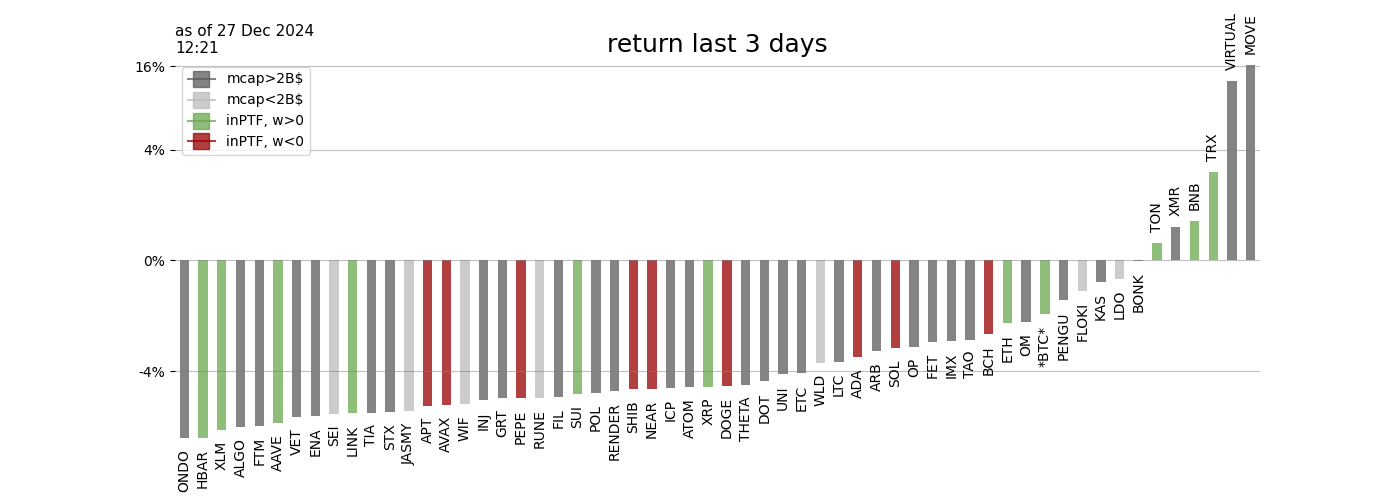 as of 27 Dec 2024
12:21
return last 3 days
16%
4%
0%
-4%
mcap>2B$
mcap<2B$
inPTF, w>0
inPTF, w<0
ONDO
HBAR
XLM
ALGO
FTM
AAVE
VET
ENA
SEI
LINK
TIA
STX
JASMY
APT
AVAX
WIF
INJ
GRT
PEPE
RUNE
FIL
SUI
POL
RENDER
SHIB
NEAR
ICP
ATOM
XRP
DOGE
THETA
DOT
UNI
ETC
WLD
LTC
ADA
ARB
SOL
OP
FET
IMX
TAO
BCH
ETH
OM
*BTC*
PENGU
FLOKI
KAS
LDO
BONK
TON
XMR
BNB
TRX
VIRTUAL
MOVE